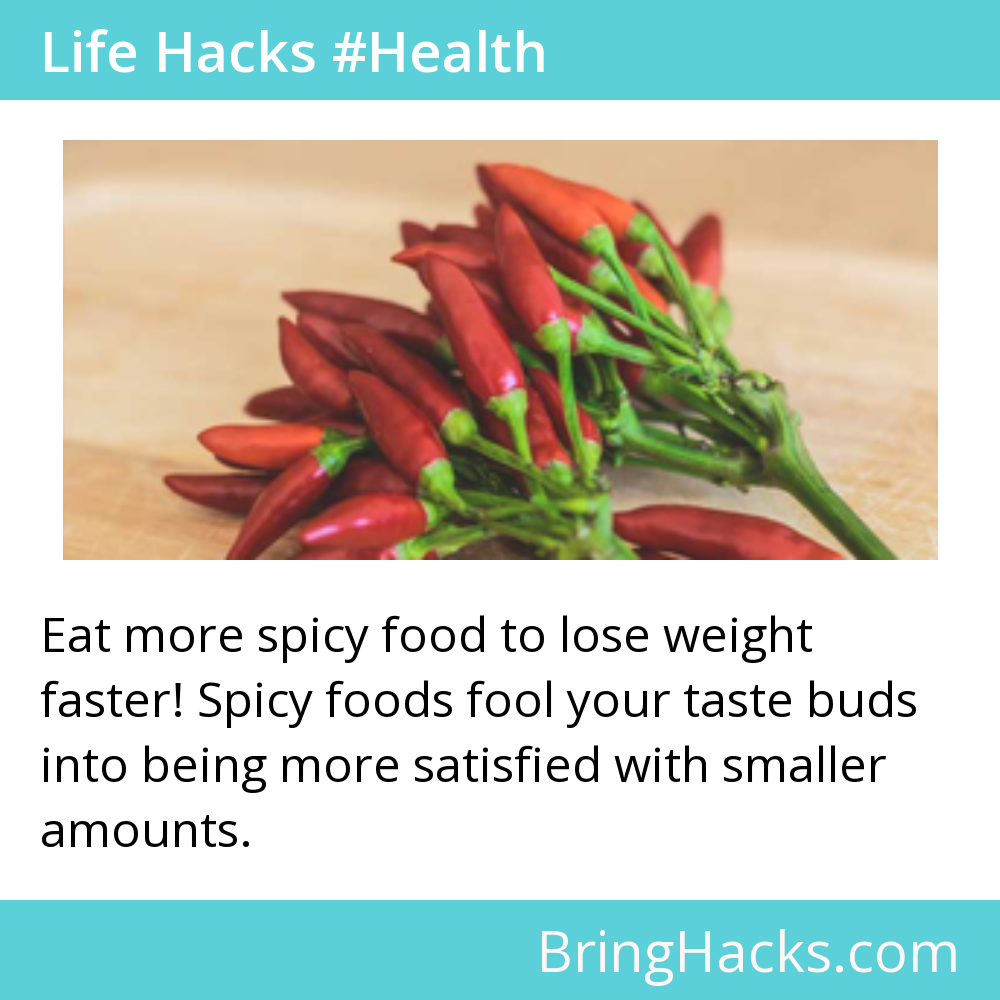 Life Hacks #Health
Eat more spicy food to lose weight
faster! Spicy foods fool your taste buds
into being more satisfied with smaller
amounts.
BringHacks.com